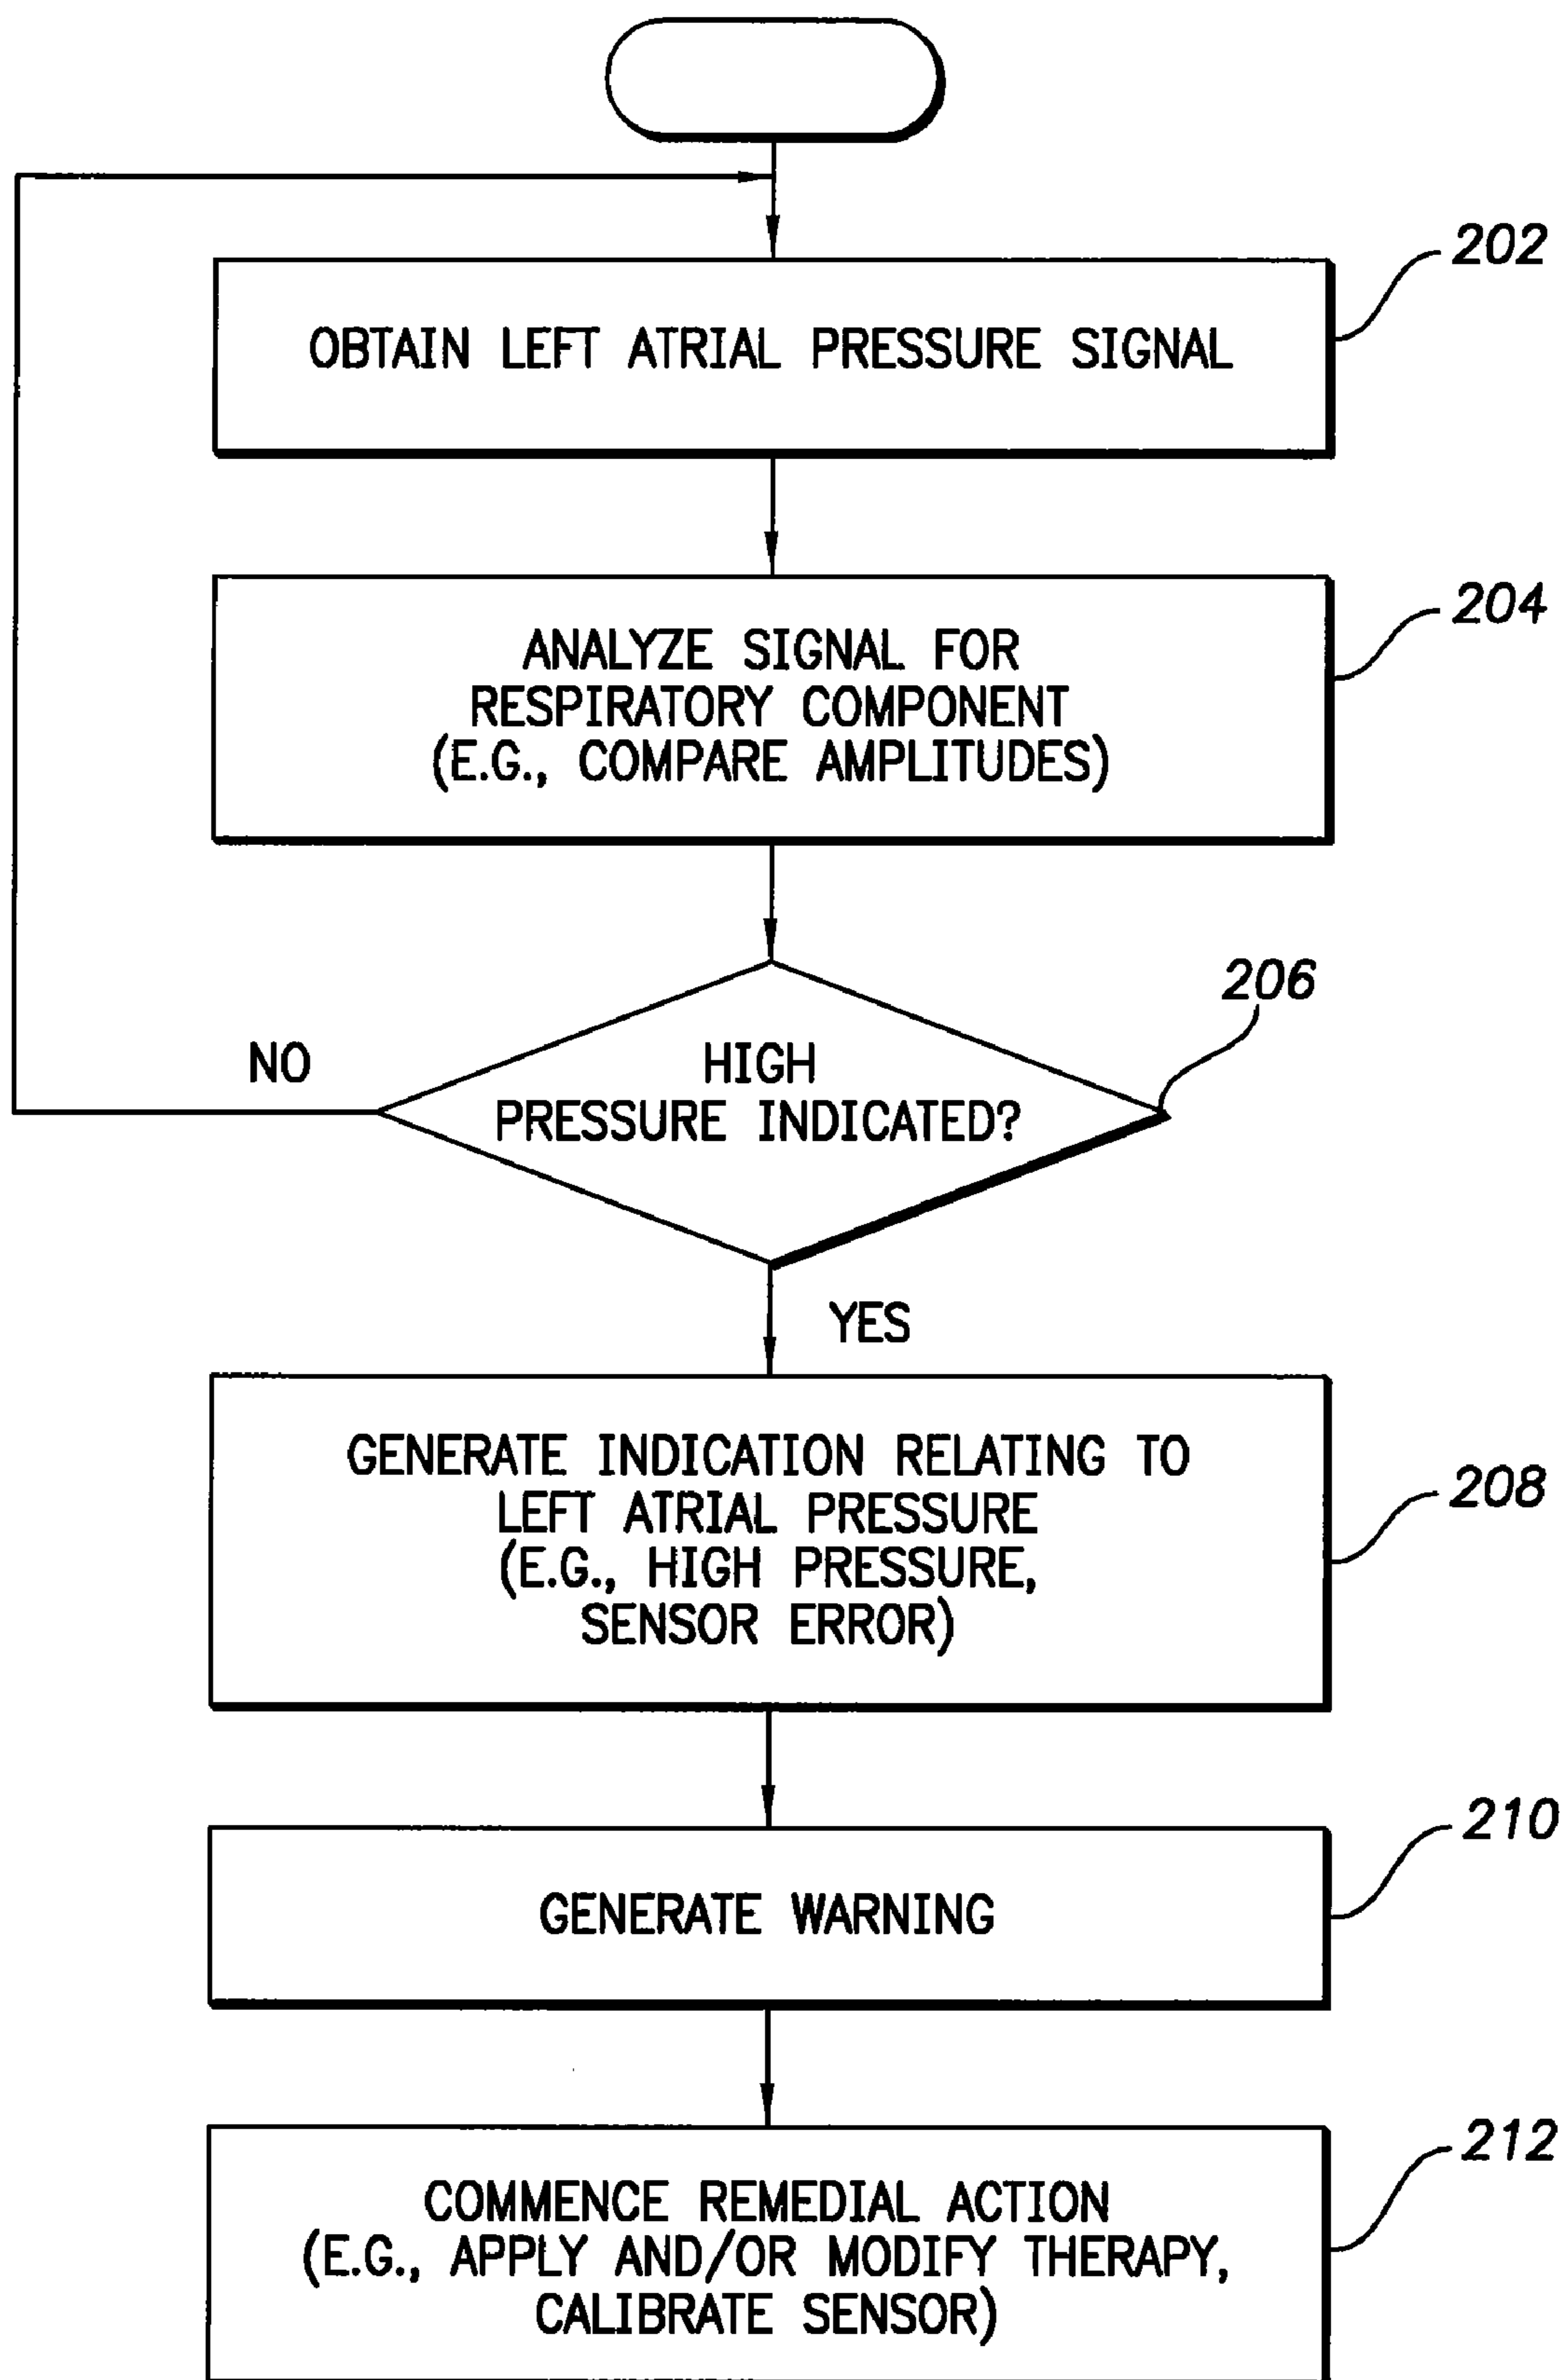 202
OBTAIN LEFT ATRIAL PRESSURE SIGNAL
204
ANALYZE SIGNAL FOR
RESPIRATORY COMPONENT
(E.G., COMPARE AMPLITUDES)
206
NO
HIGH
PRESSURE INDICATED?
YES
GENERATE INDICATION RELATING TO
LEFT ATRIAL PRESSURE
(E.G., HIGH PRESSURE,
SENSOR ERROR)
208
210
GENERATE WARNING
212
COMMENCE REMEDIAL ACTION
(E.G., APPLY AND/OR MODIFY THERAPY,
CALIBRATE SENSOR)